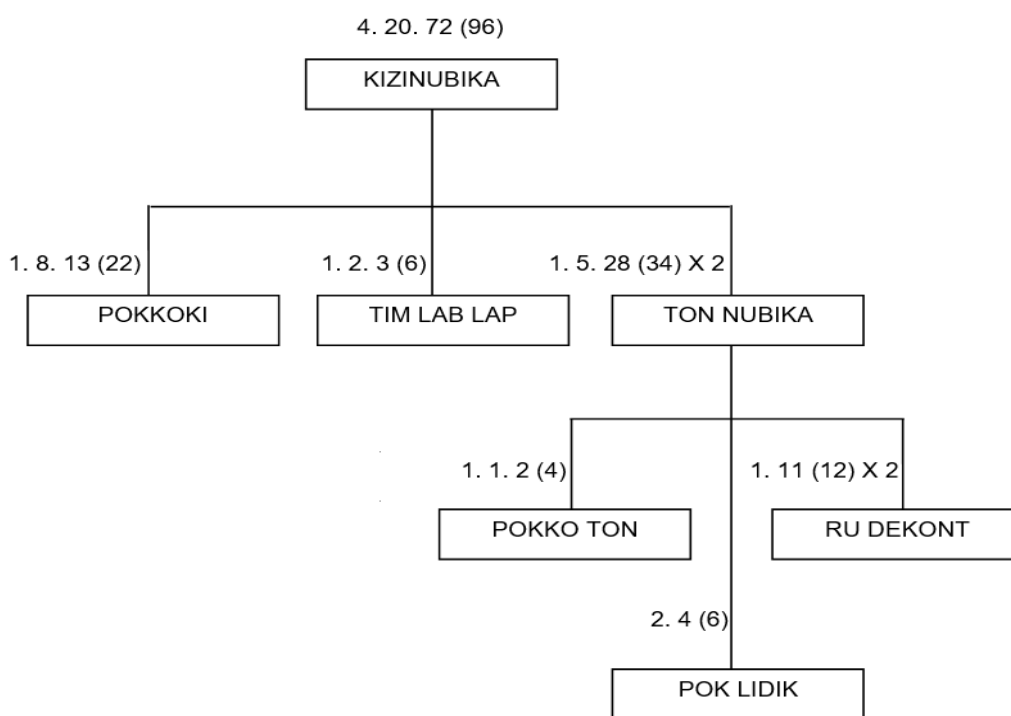 4. 20. 72 (96)
KIZINUBIKA
1. 8. 13 (22)
1. 2. 3 (6)
1. 5. 28 (34) X 2
POKKOKI
TIM LAB LAP
TON NUBIKA
1. 1. 2 (4)
1. 11 (12) X 2
POKKO TON
RU DEKONT
2. 4 (6)
POK LIDIK